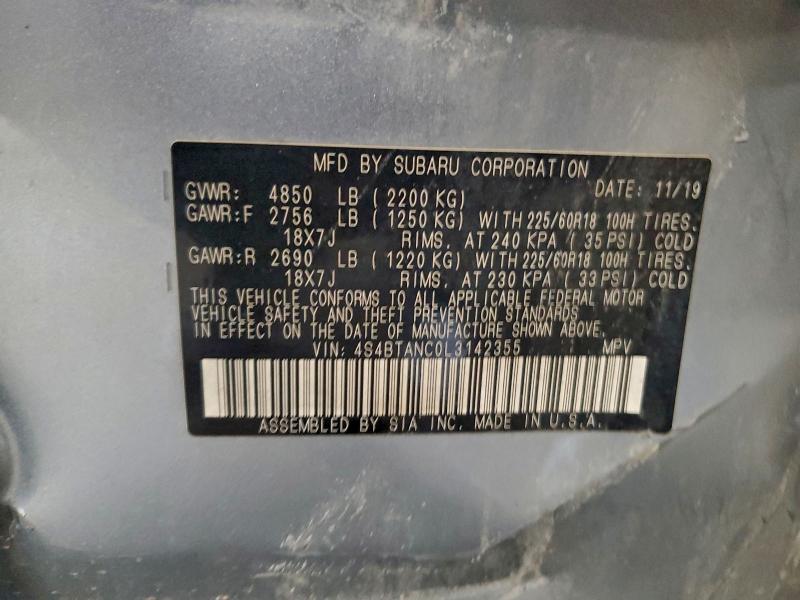 MFD BY SUBARU CORPORATION
GVWR: 4850 LB (2200 KG) DATE: 11/19
GAWR:F 2756 LB (1250 KG) WITH 225/60R18 100H TIRES.
18X7J RIMS, AT 240 KPA (35 PSI) COLD
GAWR:R 2690 LB (1220 KG) WITH 225/60R18 100H TIRES.
18X7J RIMS, AT 230 KPA (33 PSI) COLD
THIS VEHICLE CONFORMS TO ALL APPLICABLE FEDERAL MOTOR
VEHICLE SAFETY AND THEFT PREVENTION STANDARDS
IN EFFECT ON THE DATE OF MANUFACTURE SHOWN ABOVE.
VIN: 4S4BTANC0L3142355 MPV
ASSEMBLED BY SIA INC. MADE IN U.S.A.